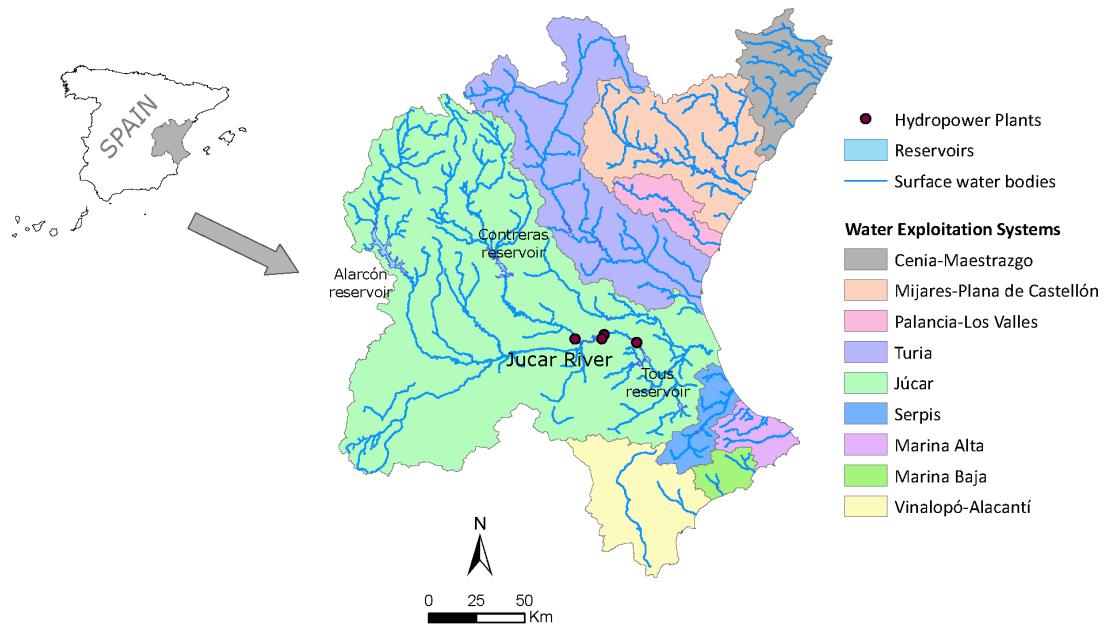 SPAIN
Contreras
reservoir
Alarcón
reservoir
Jucar River
Tous
reservoir
N
0 25 50
Km
Hydropower Plants
Reservoirs
Surface water bodies
Water Exploitation Systems
Cenia-Maestrazgo
Mijares-Plana de Castellón
Palancia-Los Valles
Turia
Júcar
Serpis
Marina Alta
Marina Baja
Vinalopó-Alacantí